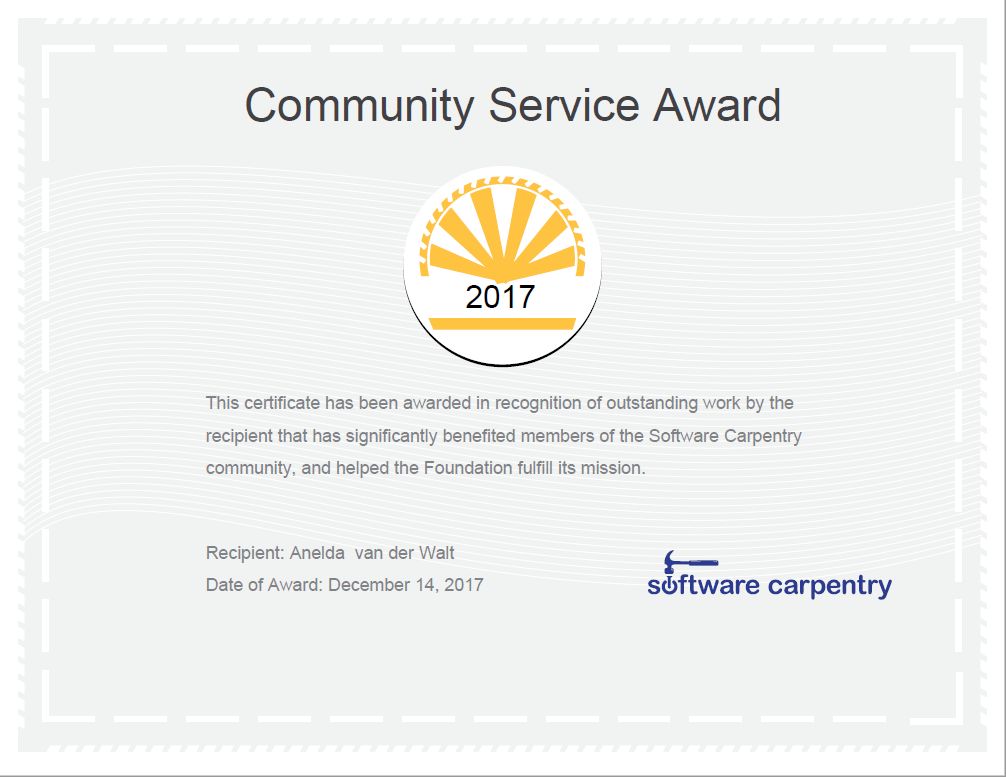 Community Service Award
2017
This certificate has been awarded in recognition of outstanding work by the
recipient that has significantly benefited members of the Software Carpentry
community, and helped the Foundation fulfill its mission.
Recipient: Anelda  van der Walt
Date of Award: December 14, 2017
software carpentry